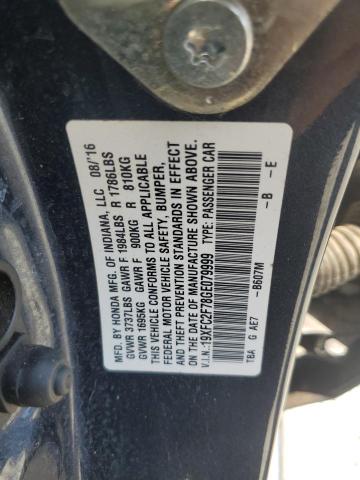 MFD. BY HONDA MFG. OF INDIANA, LLC 08/'16
GVWR 3737LBS GAWR F 1984LBS R 1786LBS
GVWR 1695KG GAWR F 900KG R 810KG
THIS VEHICLE CONFORMS TO ALL APPLICABLE
FEDERAL MOTOR VEHICLE SAFETY, BUMPER,
AND THEFT PREVENTION STANDARDS IN EFFECT
ON THE DATE OF MANUFACTURE SHOWN ABOVE.
V.I.N.:19XFC2F78GE079999 TYPE: PASSENGER CAR
TBA G AE7 -B607M -B -E